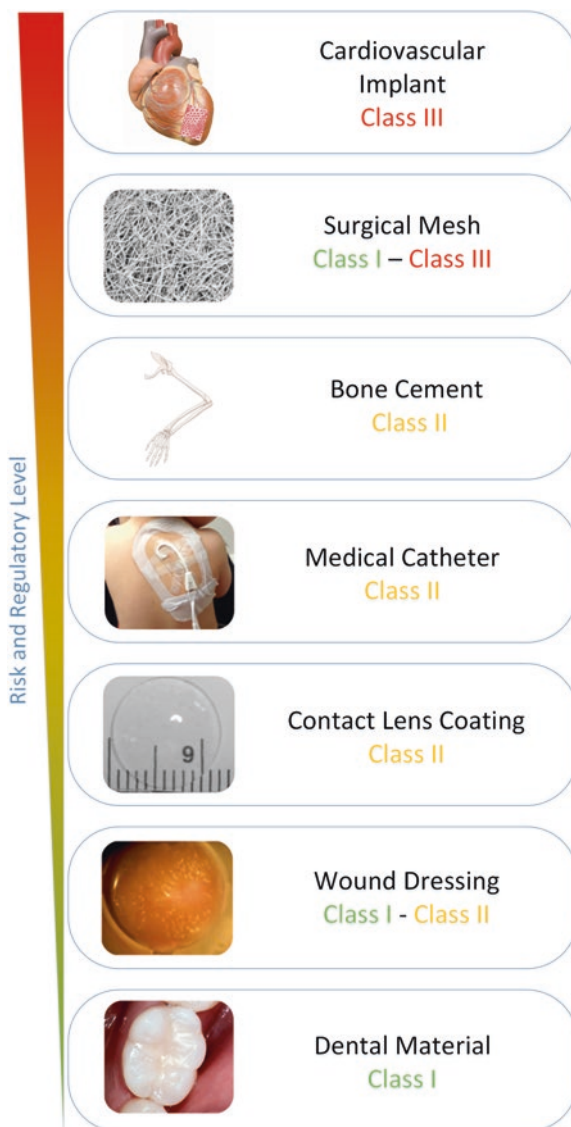 Risk and Regulatory Level
Cardiovascular
Implant
Class III
Surgical Mesh
Class I – Class III
Bone Cement
Class II
Medical Catheter
Class II
Contact Lens Coating
Class II
9
Wound Dressing
Class I - Class II
Dental Material
Class I